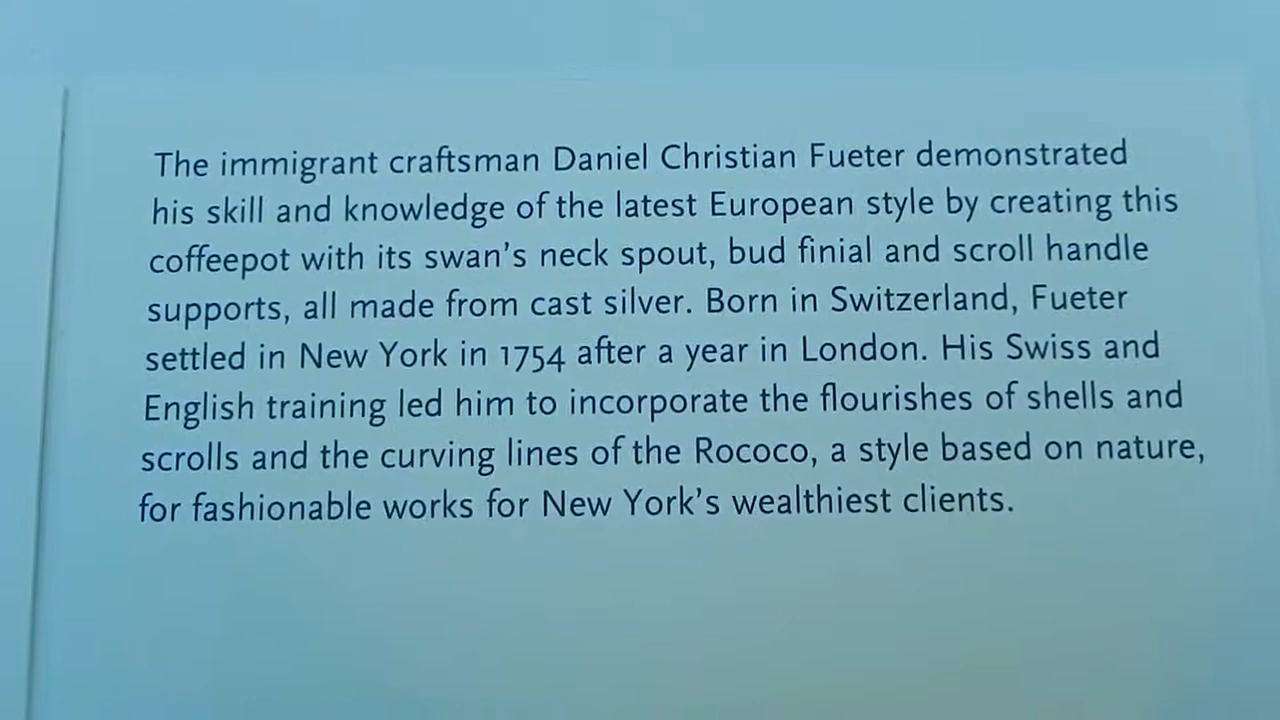 The immigrant craftsman Daniel Christian Fueter demonstrated
his skill and knowledge of the latest European style by creating this
coffeepot with its swan’s neck spout, bud finial and scroll handle
supports, all made from cast silver. Born in Switzerland, Fueter
settled in New York in 1754 after a year in London. His Swiss and
English training led him to incorporate the flourishes of shells and
scrolls and the curving lines of the Rococo, a style based on nature,
for fashionable works for New York’s wealthiest clients.